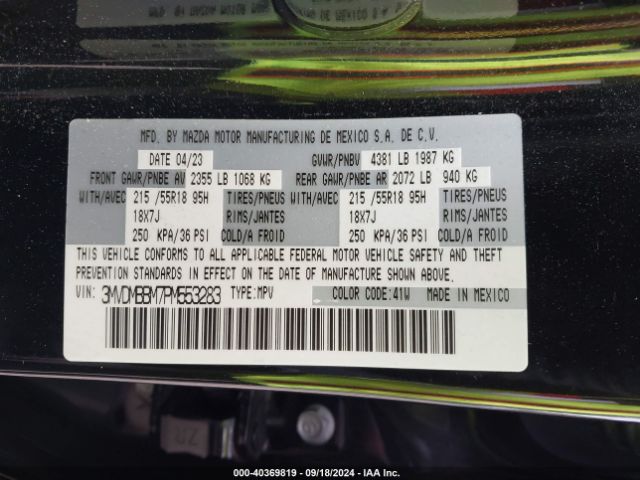 MFD. BY MAZDA MOTOR MANUFACTURING DE MEXICO S.A. DE C.V.
DATE 04/23 GVWR/PNBV 4381 LB 1987 KG
FRONT GAWR/PNBE AV 2355 LB 1068 KG REAR GAWR/PNBE AR 2072 LB 940 KG
WITH/AVEC 215 /55R18 95H TIRES/PNEUS WITH/AVEC 215 /55R18 95H TIRES/PNEUS
18X7J RIMS/JANTES 18X7J RIMS/JANTES
250 KPA/36 PSI COLD/A FROID 250 KPA/36 PSI COLD/A FROID
THIS VEHICLE CONFORMS TO ALL APPLICABLE FEDERAL MOTOR VEHICLE SAFETY AND THEFT
PREVENTION STANDARDS IN EFFECT ON THE DATE OF MANUFACTURE SHOWN ABOVE.
VIN: 3MVDMBBM7PM553283 TYPE:MPV COLOR CODE:41W MADE IN MEXICO
000-40369819 - 09/18/2024 - IAA Inc.